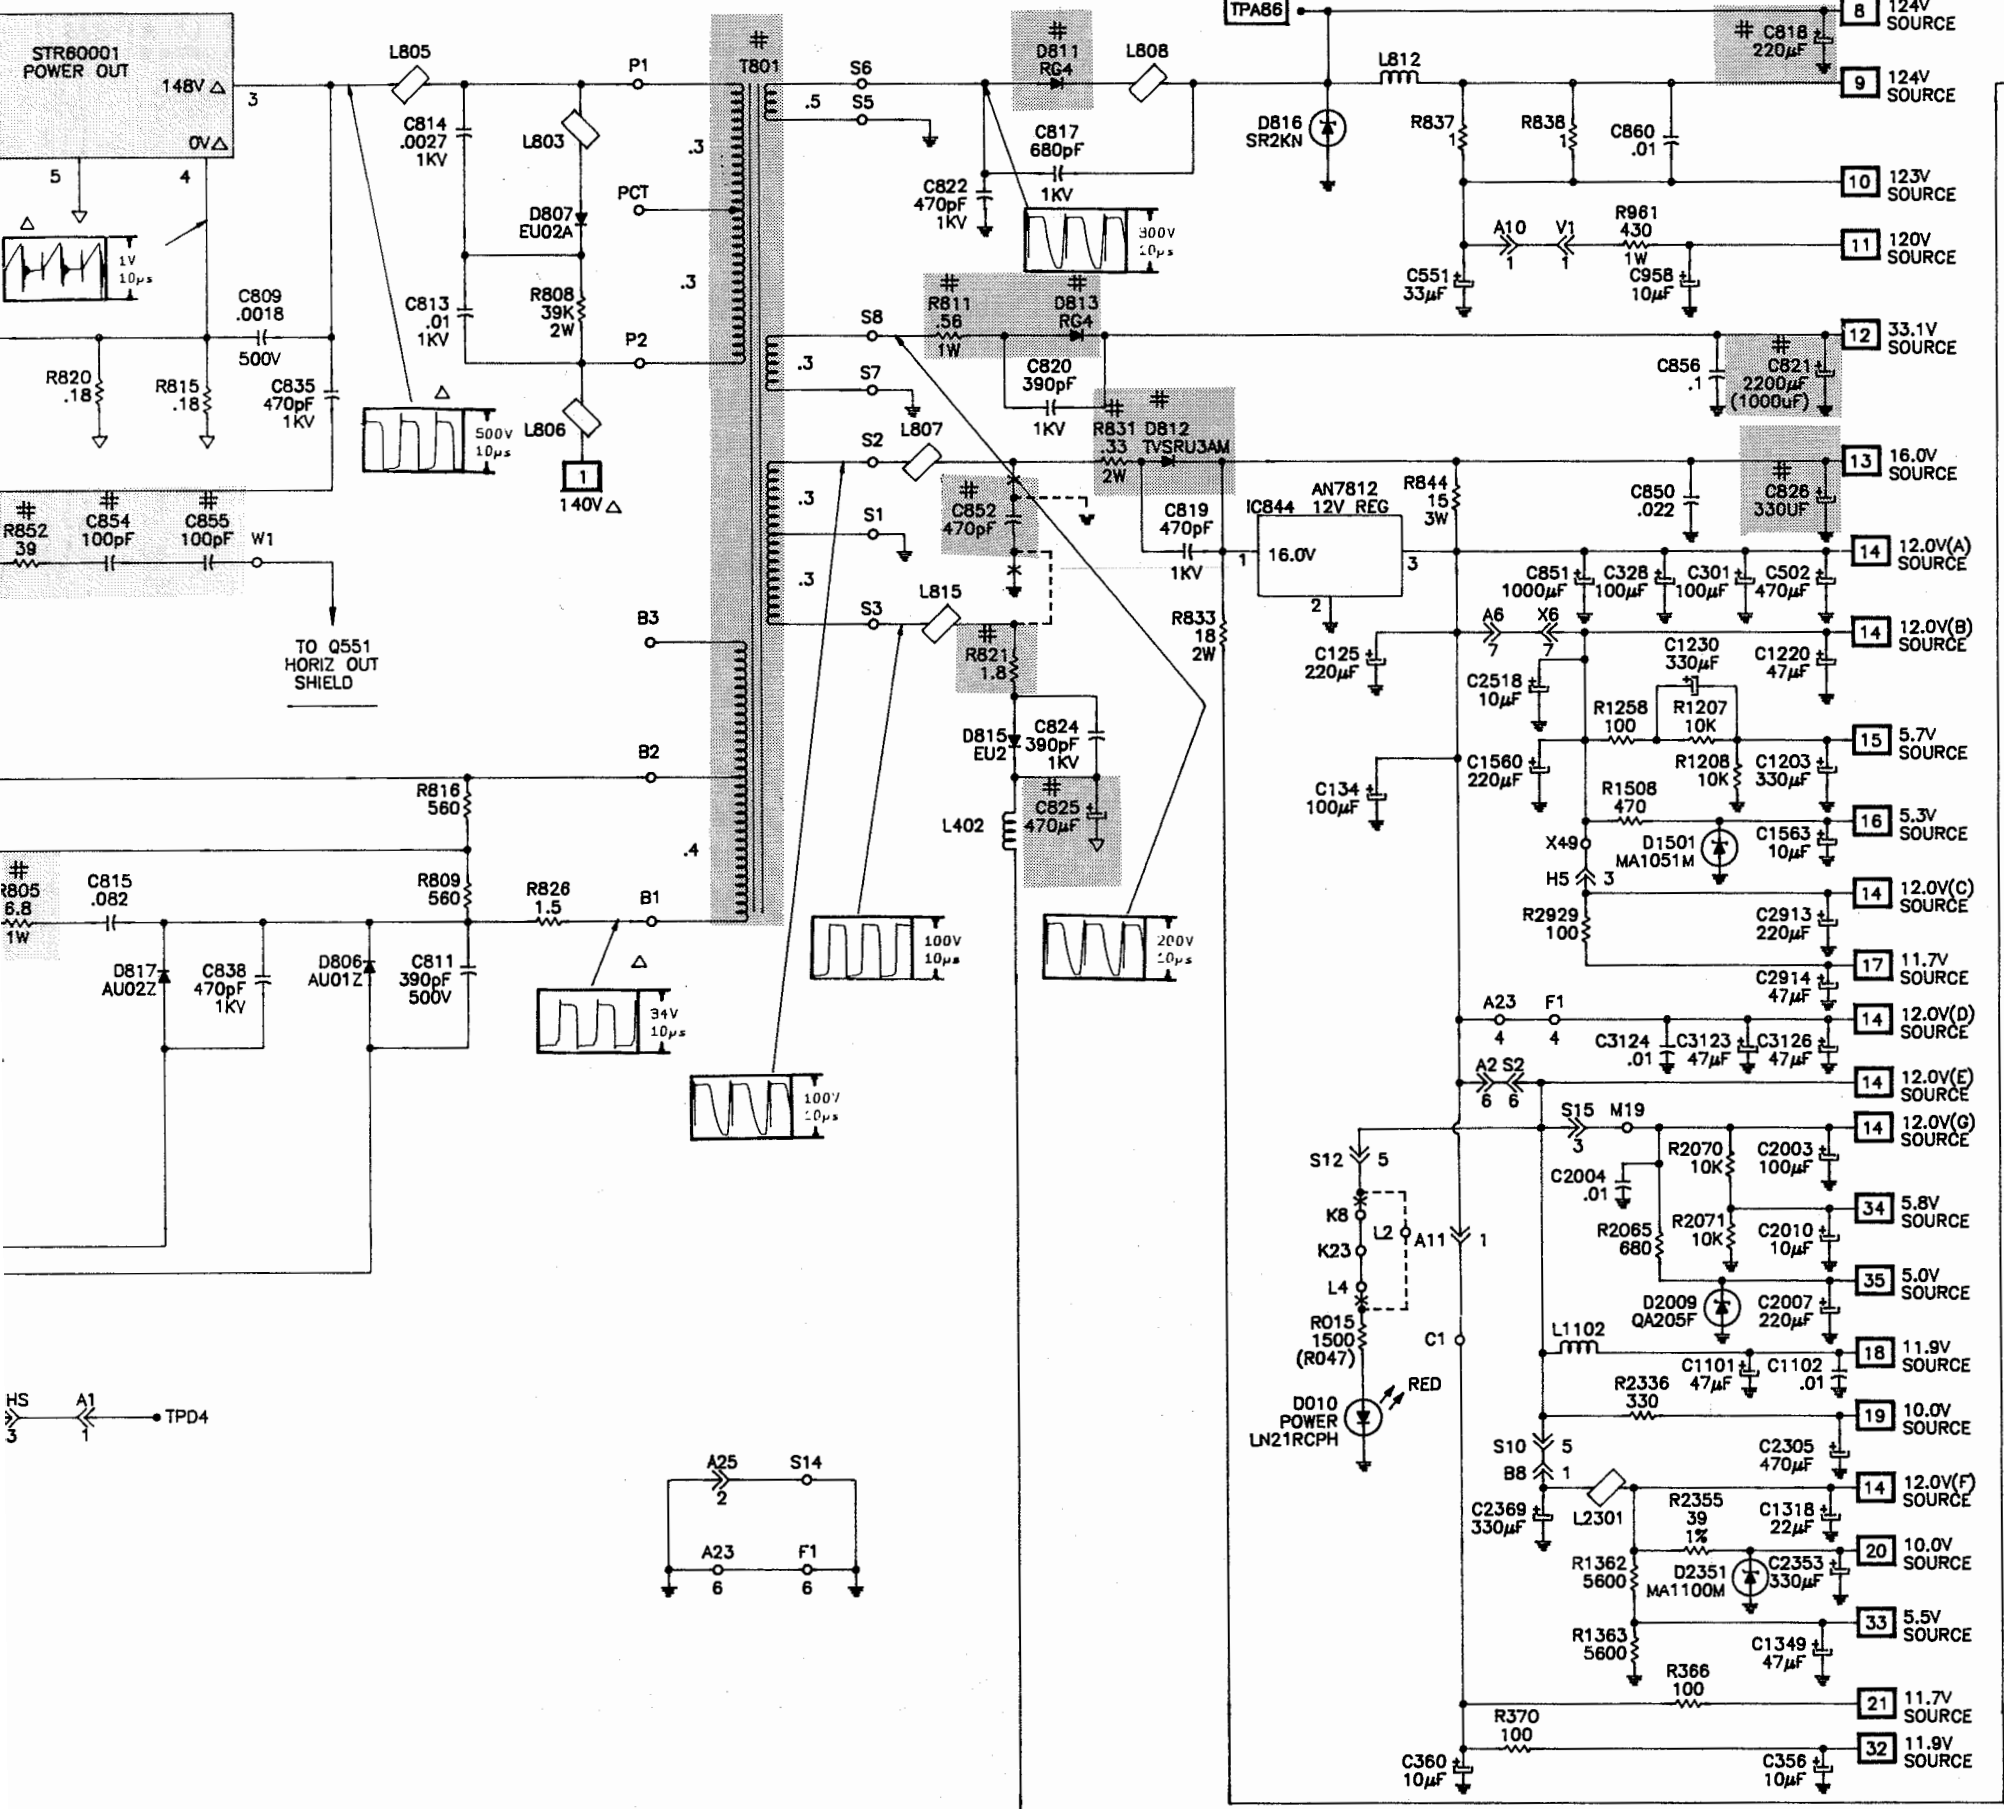 STR60001
POWER OUT
148V △
3
0V△
5
4
△
1V
10µs
L805
C814
.0027
1KV
L803
D807
EU02A
C813
.01
1KV
R808
39K
2W
P1
PCT
P2
.3
.3
C809
.0018
500V
R820
.18
R815
.18
C835
470pF
1KV
△
500V
10µs
L806
1
140V△
#
R852
39
#
C854
100pF
#
C855
100pF
W1
TO Q551
HORIZ OUT
SHIELD
#
T801
.5
S6
S5
#
D811
RG4
L808
C817
680pF
1KV
C822
470pF
1KV
300V
10µs
S8
S7
.3
#
R811
.56
1W
#
D813
RG4
C820
390pF
1KV
S2
L807
S1
.3
.3
S3
L815
#
C852
470pF
#
R831
.33
2W
#
D812
TVSRU3AM
C819
470pF
1KV
#
R821
1.8
D815
EU2
C824
390pF
1KV
#
C825
470µF
L402
B3
B2
B1
.4
R816
560
R809
560
R826
1.5
#
R805
6.8
1W
C815
.082
D817
AU02Z
C838
470pF
1KV
D806
AU01Z
C811
390pF
500V
△
34V
10µs
100V
10µs
100V
10µs
200V
10µs
HS
3
A1
1
TPD4
A25
2
S14
A23
6
F1
6
TPA86
D816
SR2KN
L812
R837
1
R838
1
C860
.01
# C818
220µF
8
124V
SOURCE
9
124V
SOURCE
10
123V
SOURCE
A10
1
V1
1
R961
430
1W
C551
33µF
C958
10µF
11
120V
SOURCE
C856
.1
#
C821
2200µF
(1000uF)
12
33.1V
SOURCE
R844
15
3W
C850
.022
#
C826
330UF
13
16.0V
SOURCE
IC844
AN7812
12V REG
1
16.0V
3
2
R833
18
2W
C851
1000µF
C328
100µF
C301
100µF
C502
470µF
14
12.0V(A)
SOURCE
A6
7
X6
7
C125
220µF
C2518
10µF
C1230
330µF
C1220
47µF
14
12.0V(B)
SOURCE
R1258
100
R1207
10K
C1560
220µF
R1208
10K
C1203
330µF
15
5.7V
SOURCE
C134
100µF
R1508
470
X49
D1501
MA1051M
C1563
10µF
16
5.3V
SOURCE
H5
3
R2929
100
C2913
220µF
14
12.0V(C)
SOURCE
C2914
47µF
17
11.7V
SOURCE
A23
4
F1
4
C3124
.01
C3123
47µF
C3126
47µF
14
12.0V(D)
SOURCE
A2
6
S2
6
14
12.0V(E)
SOURCE
S15
3
M19
14
12.0V(G)
SOURCE
S12
5
C2004
.01
R2070
10K
C2003
100µF
K8
K23
L4
L2
A11
1
R2065
680
R2071
10K
C2010
10µF
34
5.8V
SOURCE
D2009
QA205F
C2007
220µF
35
5.0V
SOURCE
R015
1500
(R047)
C1
L1102
C1101
47µF
C1102
.01
18
11.9V
SOURCE
RED
D010
POWER
LN21RCPH
R2336
330
C2305
470µF
19
10.0V
SOURCE
S10
5
B8
1
C2369
330µF
L2301
C1318
22µF
14
12.0V(F)
SOURCE
R2355
39
1%
D2351
MA1100M
C2353
330µF
20
10.0V
SOURCE
R1362
5600
R1363
5600
C1349
47µF
33
5.5V
SOURCE
R366
100
21
11.7V
SOURCE
R370
100
C360
10µF
C356
10µF
32
11.9V
SOURCE